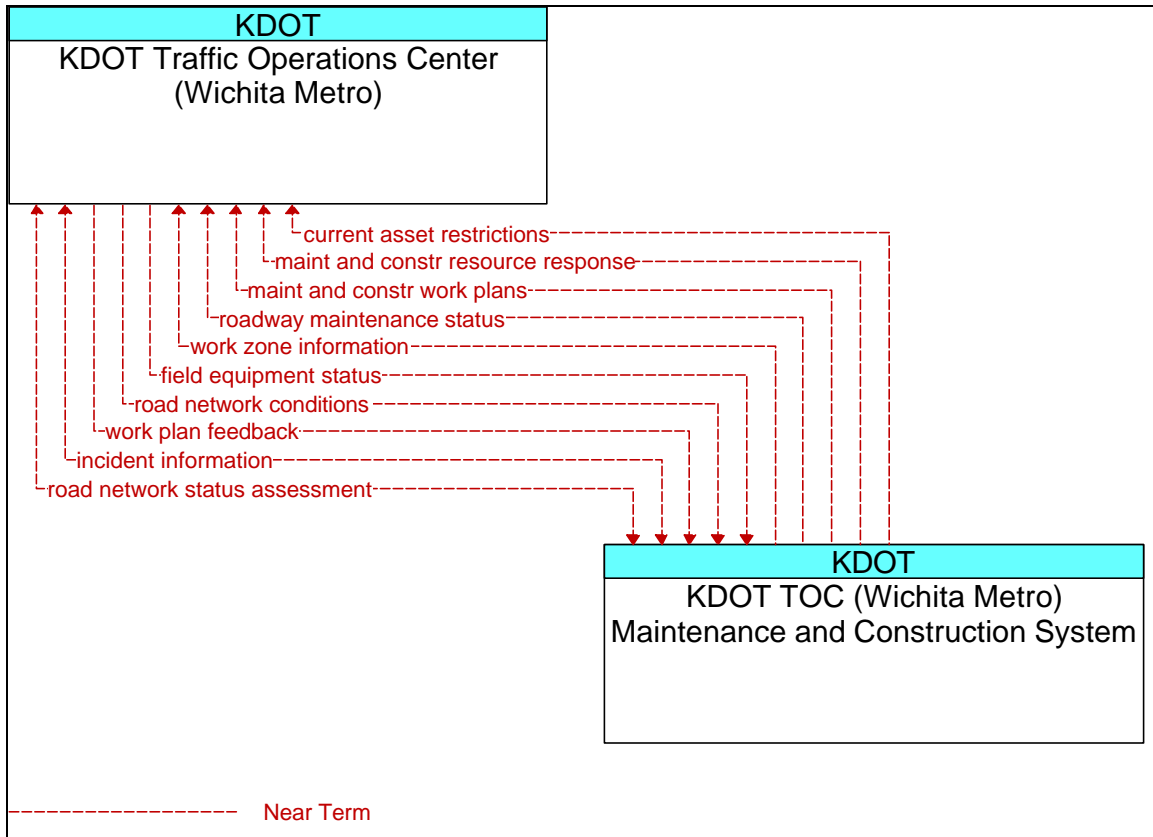 KDOT
KDOT Traffic Operations Center
(Wichita Metro)
current asset restrictions
maint and constr resource response
maint and constr work plans
roadway maintenance status
work zone information
field equipment status
road network conditions
work plan feedback
incident information
road network status assessment
KDOT
KDOT TOC (Wichita Metro)
Maintenance and Construction System
Near Term